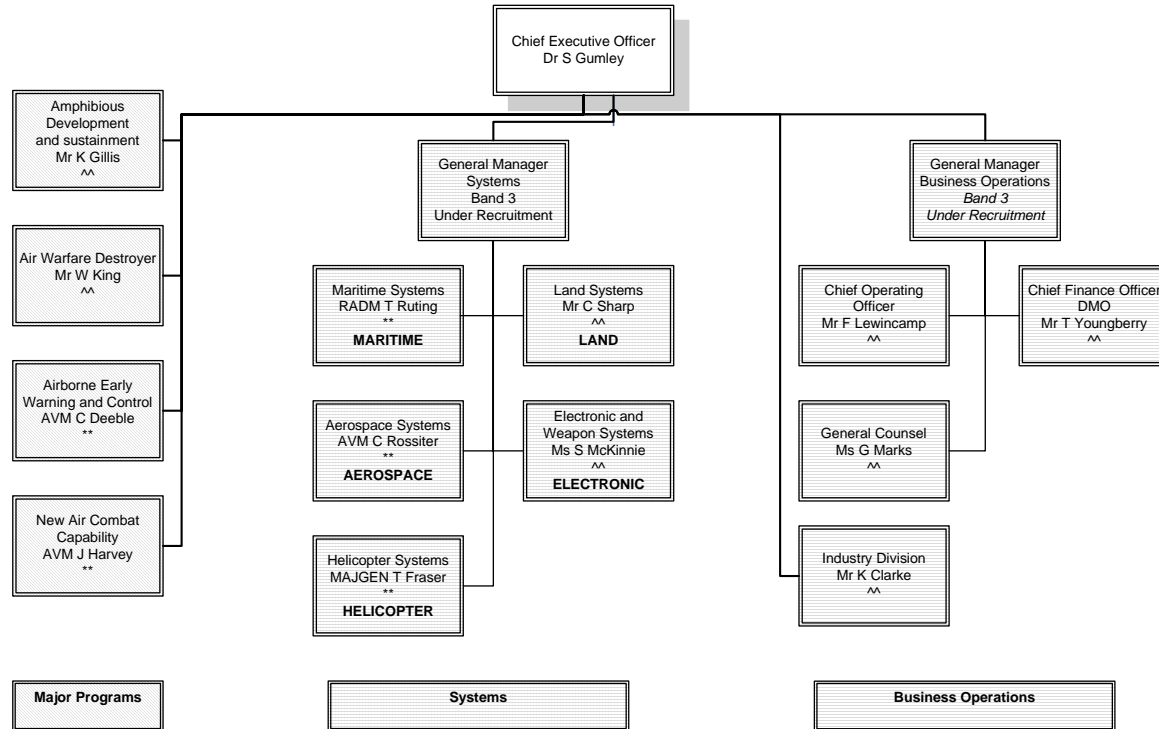 Chief Executive Officer
Dr S Gumley
Amphibious
Development
and sustainment
Mr K Gillis
^^
Air Warfare Destroyer
Mr W King
^^
Airborne Early
Warning and Control
AVM C Deeble
**
New Air Combat
Capability
AVM J Harvey
**
General Manager
Systems
Band 3
Under Recruitment
Maritime Systems
RADM T Ruting
**
MARITIME
Land Systems
Mr C Sharp
^^
LAND
Aerospace Systems
AVM C Rossiter
**
AEROSPACE
Electronic and
Weapon Systems
Ms S McKinnie
^^
ELECTRONIC
Helicopter Systems
MAJGEN T Fraser
**
HELICOPTER
General Manager
Business Operations
Band 3
Under Recruitment
Chief Operating
Officer
Mr F Lewincamp
^^
Chief Finance Officer
DMO
Mr T Youngberry
^^
General Counsel
Ms G Marks
^^
Industry Division
Mr K Clarke
^^
Major Programs
Systems
Business Operations